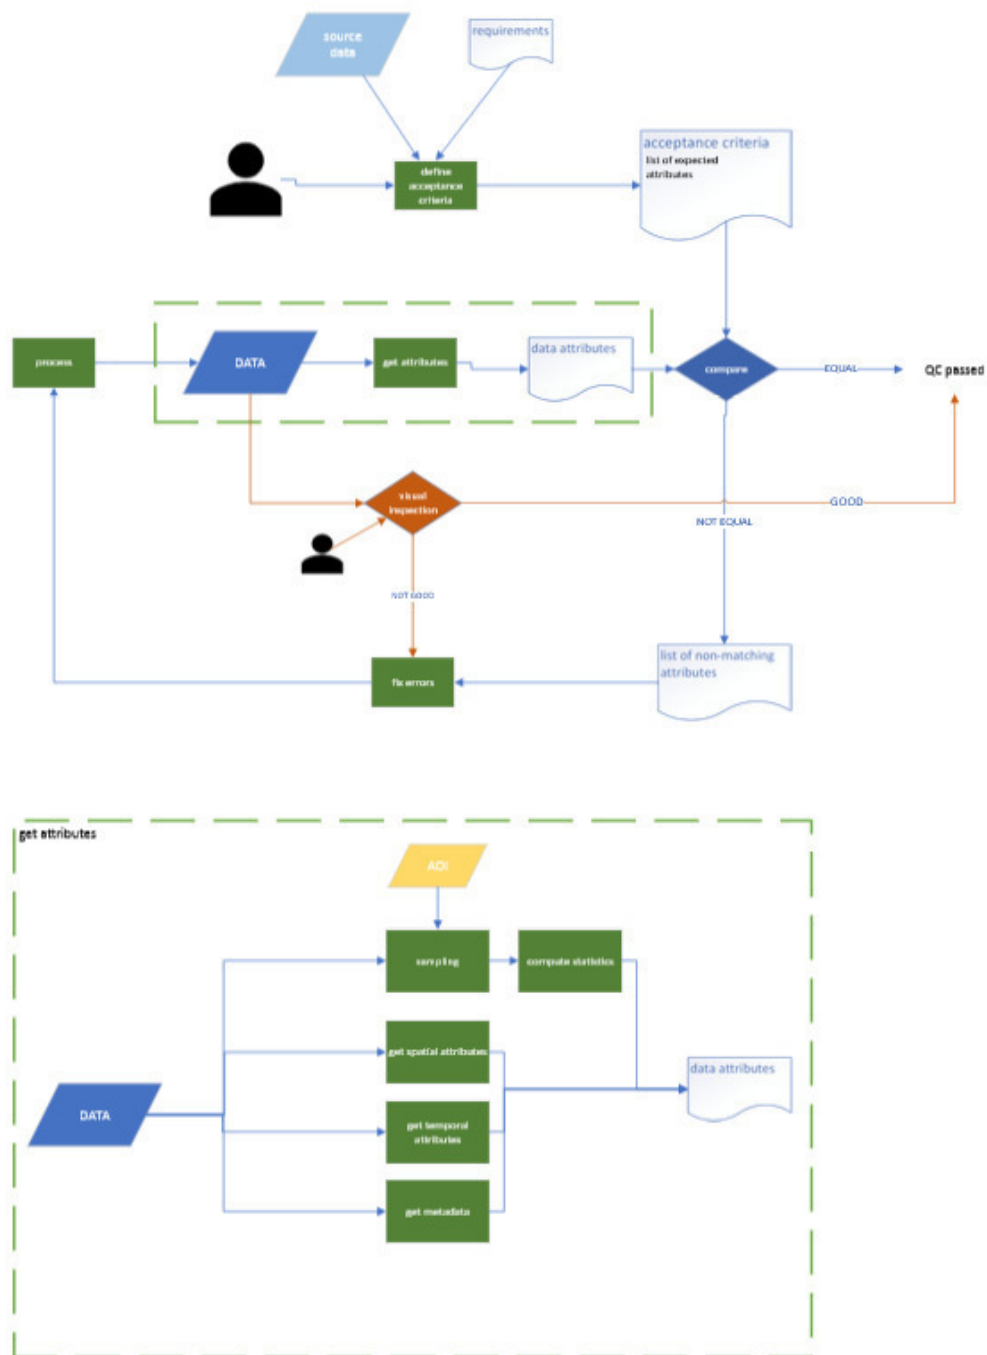 source
data
requirements
define
acceptance
criteria
acceptance criteria
list of expected
attributes
process
DATA
get attributes
data attributes
compare
EQUAL
QC passed
visual
inspection
GOOD
NOT EQUAL
NOT GOOD
fix errors
list of non-matching
attributes
get attributes
AOI
sampling
compute statistics
get spatial attributes
data attributes
DATA
get temporal
attributes
get metadata